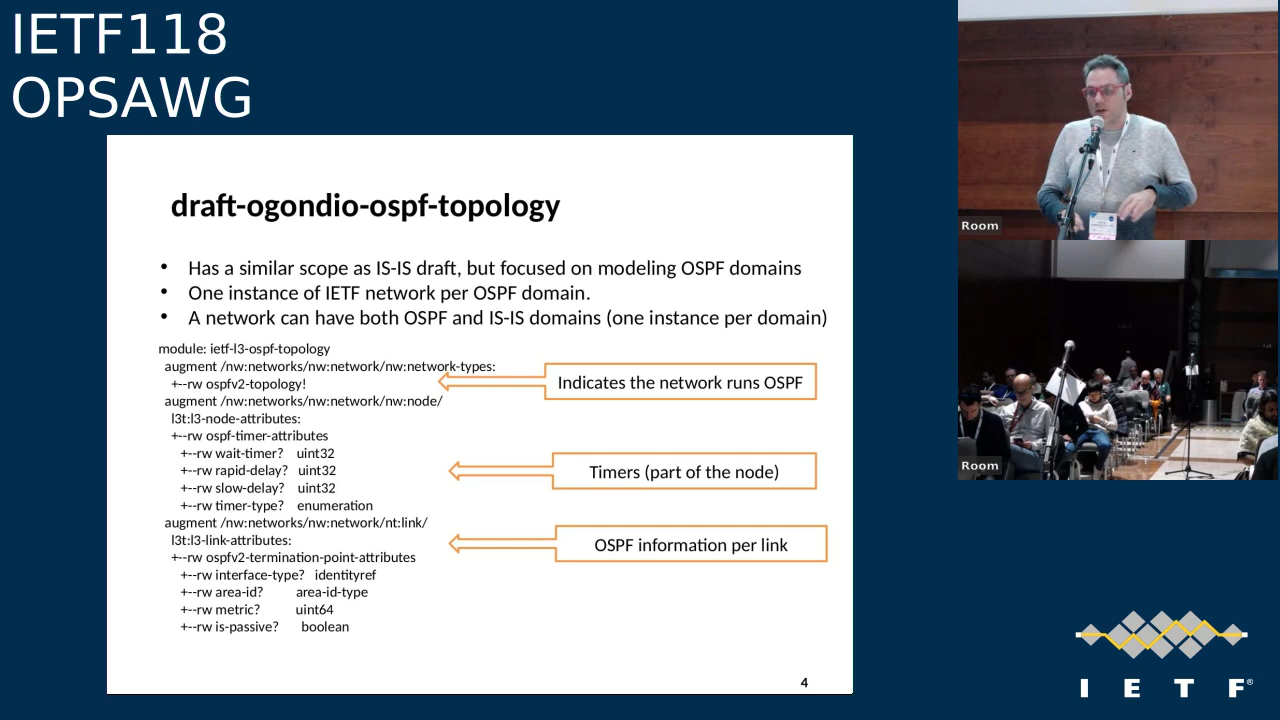 IETF118
OPSAWG
draft-ogondio-ospf-topology
• Has a similar scope as IS-IS draft, but focused on modeling OSPF domains
• One instance of IETF network per OSPF domain.
• A network can have both OSPF and IS-IS domains (one instance per domain)
module: ietf-l3-ospf-topology
augment /nw:networks/nw:network/nw:network-types:
+--rw ospfv2-topology!
augment /nw:networks/nw:network/nw:node/
l3t:l3-node-attributes:
+--rw ospf-timer-attributes
+--rw wait-timer? uint32
+--rw rapid-delay? uint32
+--rw slow-delay? uint32
+--rw timer-type? enumeration
augment /nw:networks/nw:network/nt:link/
l3t:l3-link-attributes:
+--rw ospfv2-termination-point-attributes
+--rw interface-type? identityref
+--rw area-id? area-id-type
+--rw metric? uint64
+--rw is-passive? boolean
Indicates the network runs OSPF
Timers (part of the node)
OSPF information per link
4
Room
Room
I E T F®